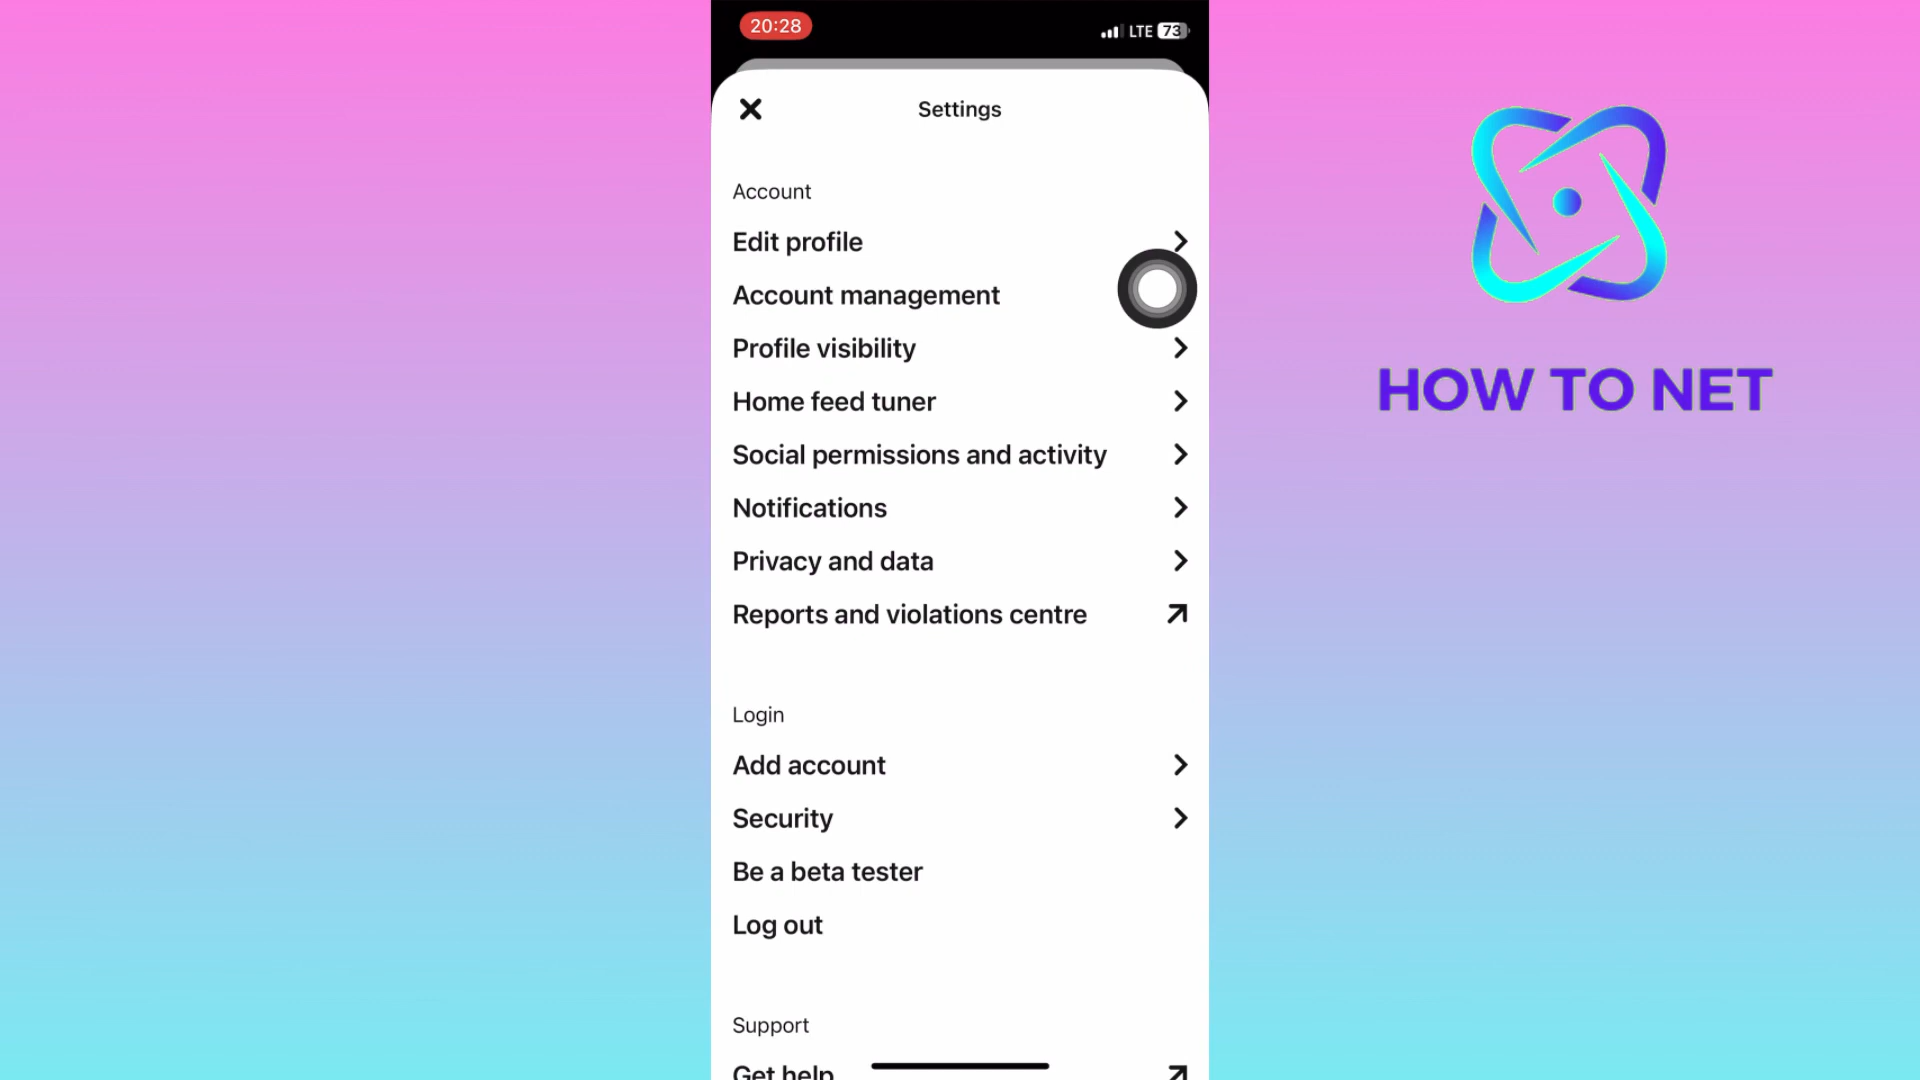 20:28
LTE 73
Settings
Account
Edit profile
Account management
Profile visibility
Home feed tuner
Social permissions and activity
Notifications
Privacy and data
Reports and violations centre
Login
Add account
Security
Be a beta tester
Log out
Support
Get help
HOW TO NET